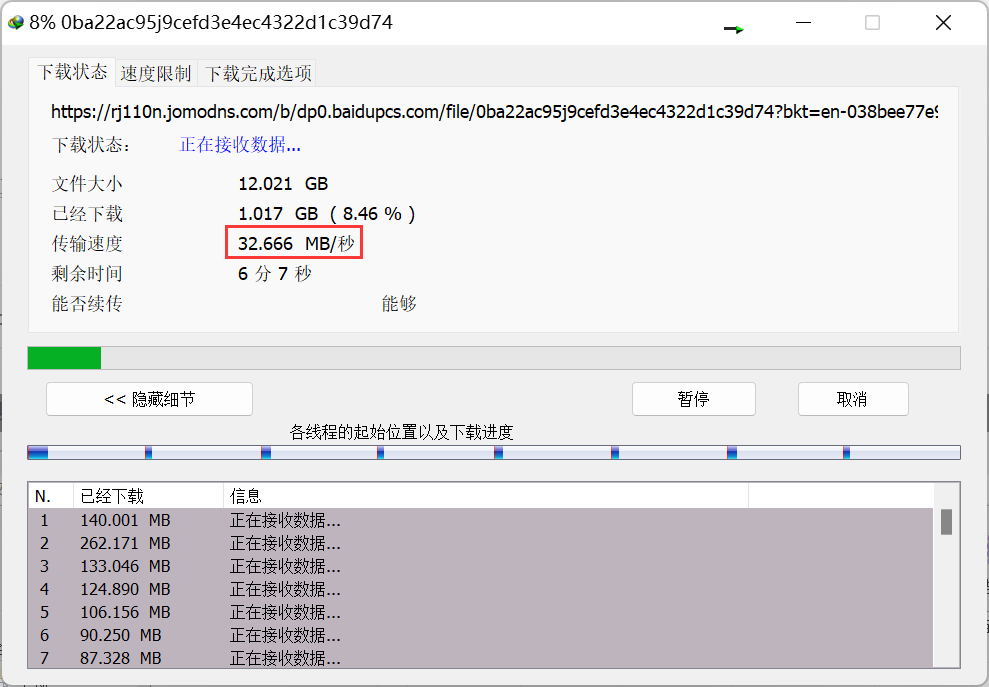 8% 0ba22ac95j9cefd3e4ec4322d1c39d74
下载状态 速度限制 下载完成选项
https://rj110n.jomodns.com/b/dp0.baidupcs.com/file/0ba22ac95j9cefd3e4ec4322d1c39d74?bkt=en-038bee77e9
下载状态： 正在接收数据...
文件大小 12.021 GB
已经下载 1.017 GB ( 8.46 % )
传输速度 32.666 MB/秒
剩余时间 6 分 7 秒
能否续传 能够
<< 隐藏细节 暂停 取消
各线程的起始位置以及下载进度
N. 已经下载 信息
1 140.001 MB 正在接收数据...
2 262.171 MB 正在接收数据...
3 133.046 MB 正在接收数据...
4 124.890 MB 正在接收数据...
5 106.156 MB 正在接收数据...
6 90.250 MB 正在接收数据...
7 87.328 MB 正在接收数据...